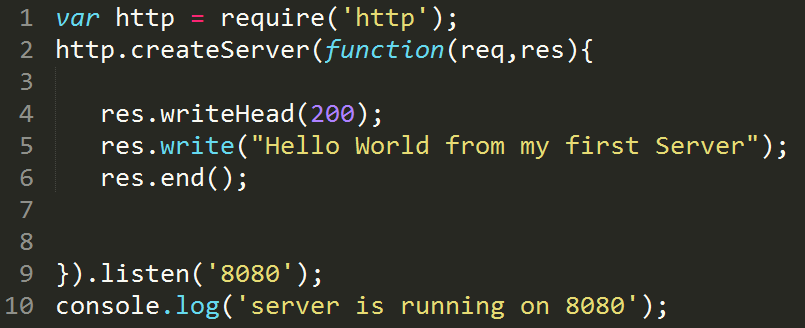 1 var http = require('http');
2 http.createServer(function(req,res){
3
4 res.writeHead(200);
5 res.write("Hello World from my first Server");
6 res.end();
7
8
9 }).listen('8080');
10 console.log('server is running on 8080');